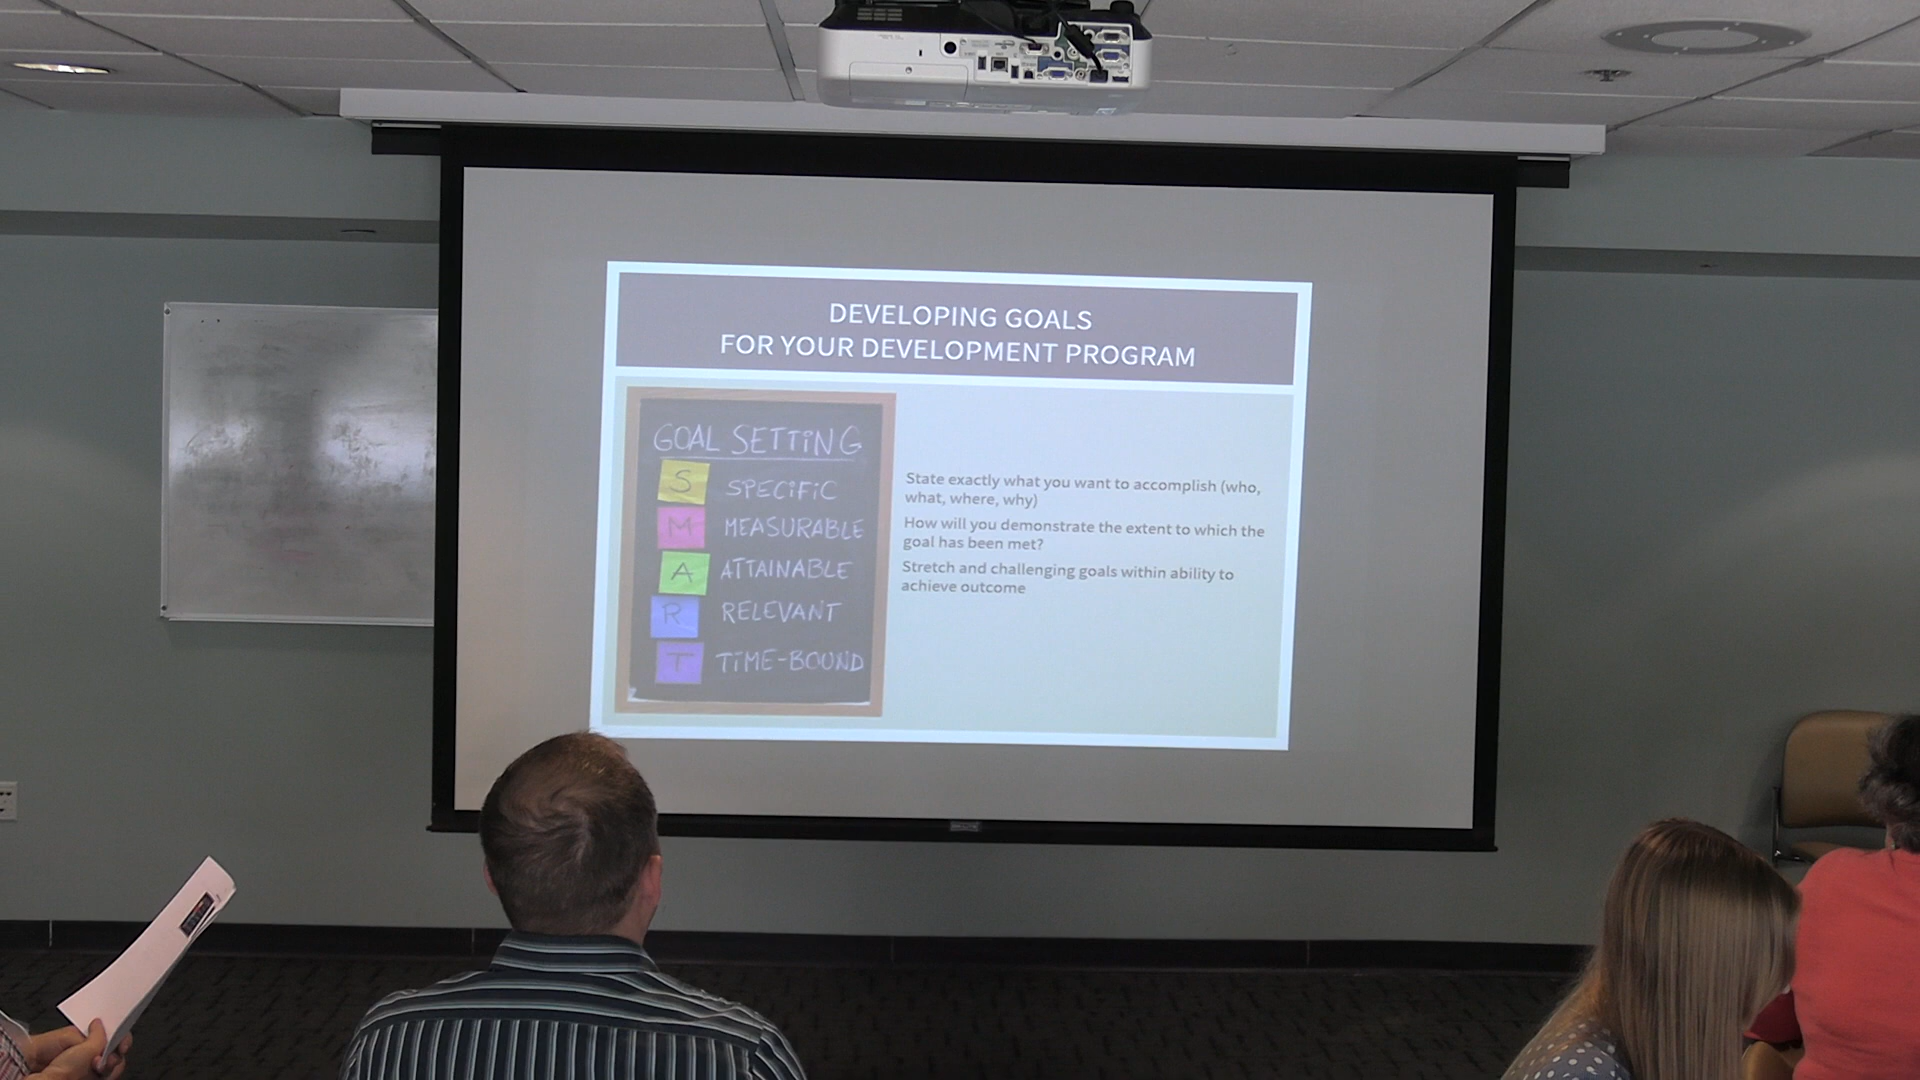 DEVELOPING GOALS
FOR YOUR DEVELOPMENT PROGRAM
GOAL SETTING
S SPECIFIC
M MEASURABLE
A ATTAINABLE
R RELEVANT
T TIME-BOUND
State exactly what you want to accomplish (who,
what, where, why)
How will you demonstrate the extent to which the
goal has been met?
Stretch and challenging goals within ability to
achieve outcome